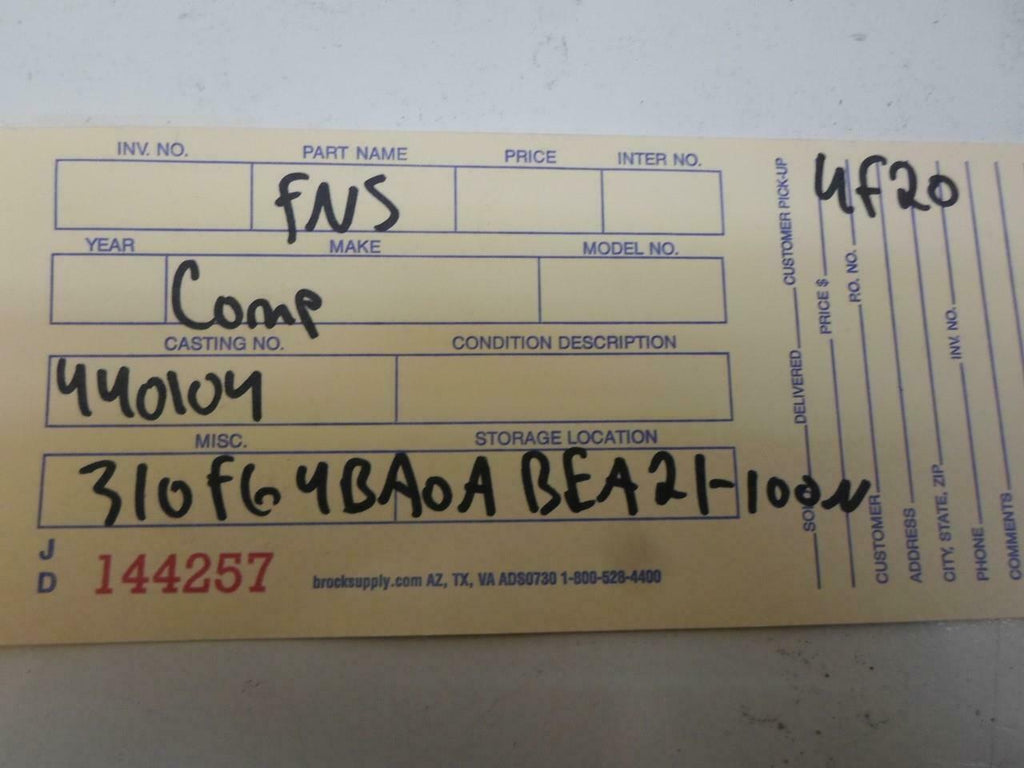 INV. NO. PART NAME PRICE INTER NO.
FNS
YEAR MAKE MODEL NO.
Comp
CASTING NO. CONDITION DESCRIPTION
440104
MISC. STORAGE LOCATION
310F64BA0A BEA21-100N
J
D
144257
brocksupply.com AZ, TX, VA ADS0730 1-800-528-4400
4F20
SOLD DELIVERED CUSTOMER PICK-UP
PRICE $
P.O. NO.
CUSTOMER
ADDRESS
CITY, STATE, ZIP
INV. NO.
PHONE
COMMENTS